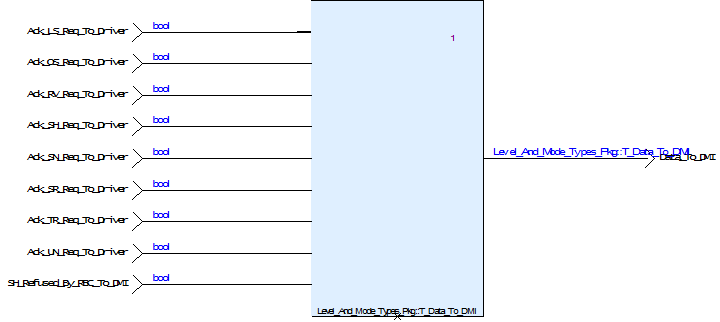 Ack_LS_Req_To_Driver bool
1
Ack_OS_Req_To_Driver bool
Ack_RV_Req_To_Driver bool
Ack_SH_Req_To_Driver bool
Ack_SN_Req_To_Driver bool
Level_And_Mode_Types_Pkg::T_Data_To_DMI
Data_To_DMI
Ack_SR_Req_To_Driver bool
Ack_TR_Req_To_Driver bool
Ack_UN_Req_To_Driver bool
SH_Refused_By_RBC_To_DMI bool
Level_And_Mode_Types_Pkg::T_Data_To_DMI